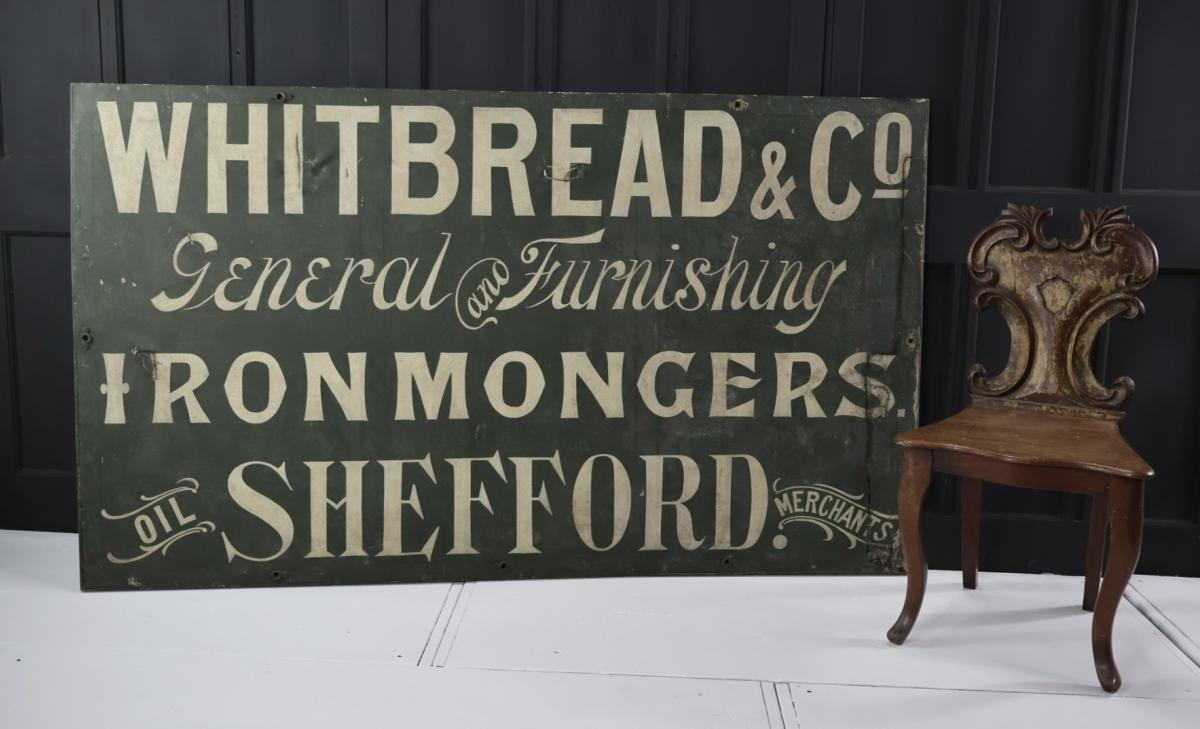 WHITBREAD & Co
General and Furnishing
IRONMONGERS.
OIL SHEFFORD. MERCHANTS